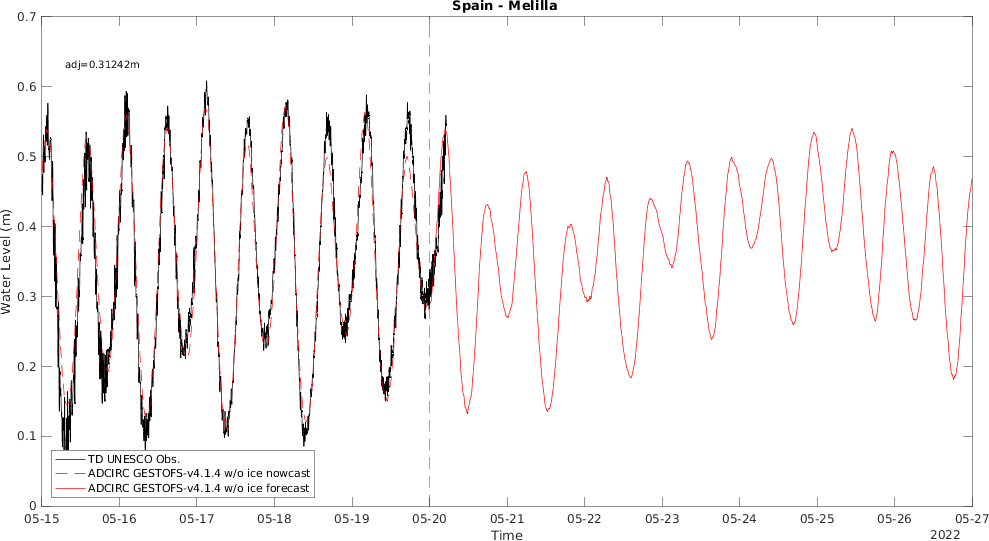 Spain - Melilla
0.7
0.6
0.5
0.4
0.3
0.2
0.1
0
Water Level (m)
adj=0.31242m
TD UNESCO Obs.
ADCIRC GESTOFS-v4.1.4 w/o ice nowcast
ADCIRC GESTOFS-v4.1.4 w/o ice forecast
05-15 05-16 05-17 05-18 05-19 05-20 05-21 05-22 05-23 05-24 05-25 05-26 05-27
Time
2022